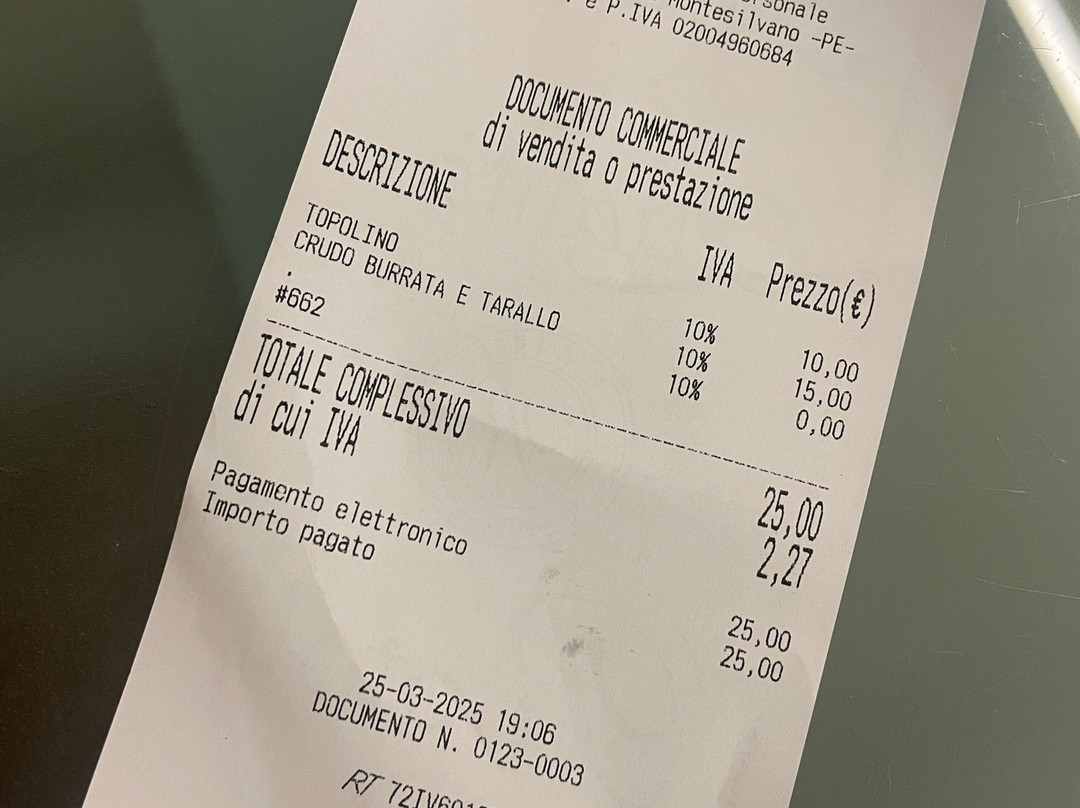 Montesilvano -PE-
P.IVA 02004960684
DOCUMENTO COMMERCIALE
di vendita o prestazione
DESCRIZIONE IVA Prezzo(€)
TOPOLINO 10% 10,00
CRUDO BURRATA E TARALLO 10% 15,00
. 10% 0,00
#662
TOTALE COMPLESSIVO 25,00
di cui IVA 2,27
Pagamento elettronico 25,00
Importo pagato 25,00
25-03-2025 19:06
DOCUMENTO N. 0123-0003
RT